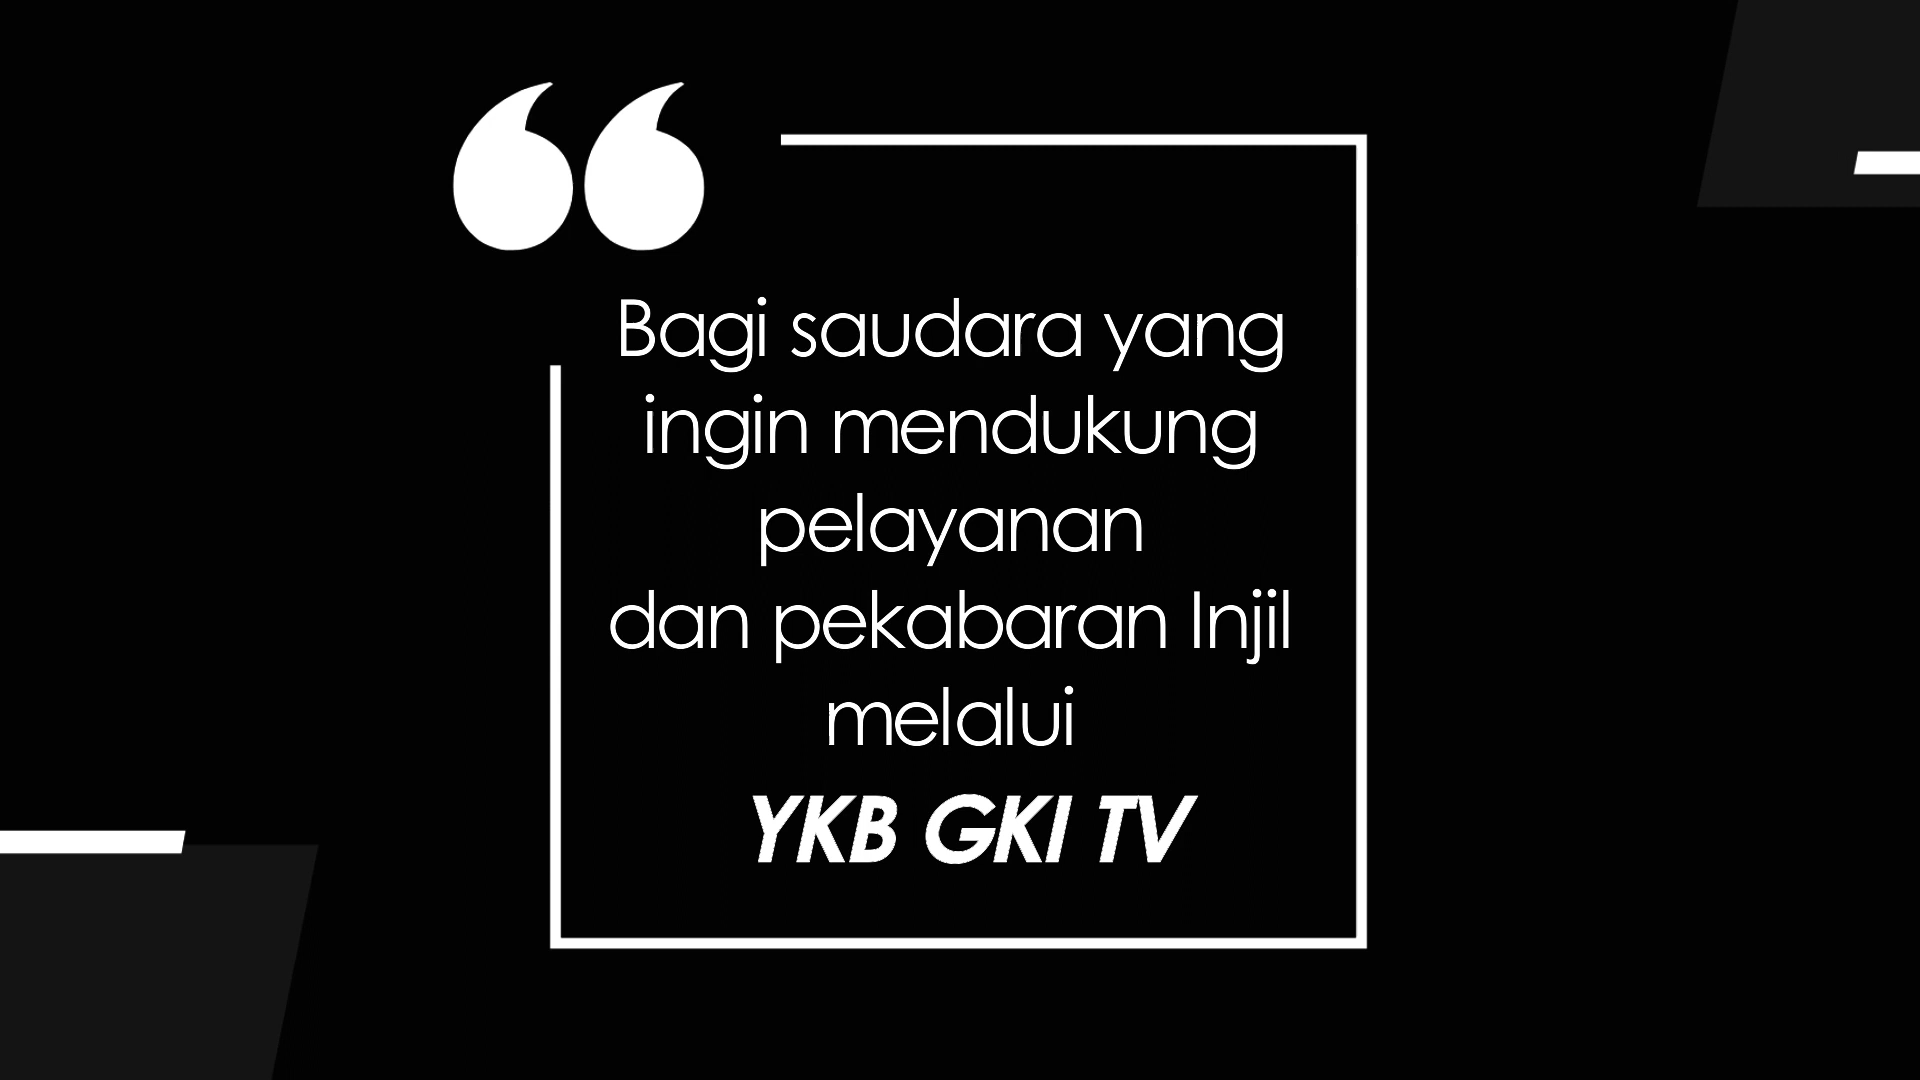 Bagi saudara yang
ingin mendukung
pelayanan
dan pekabaran Injil
melalui
YKB GKI TV